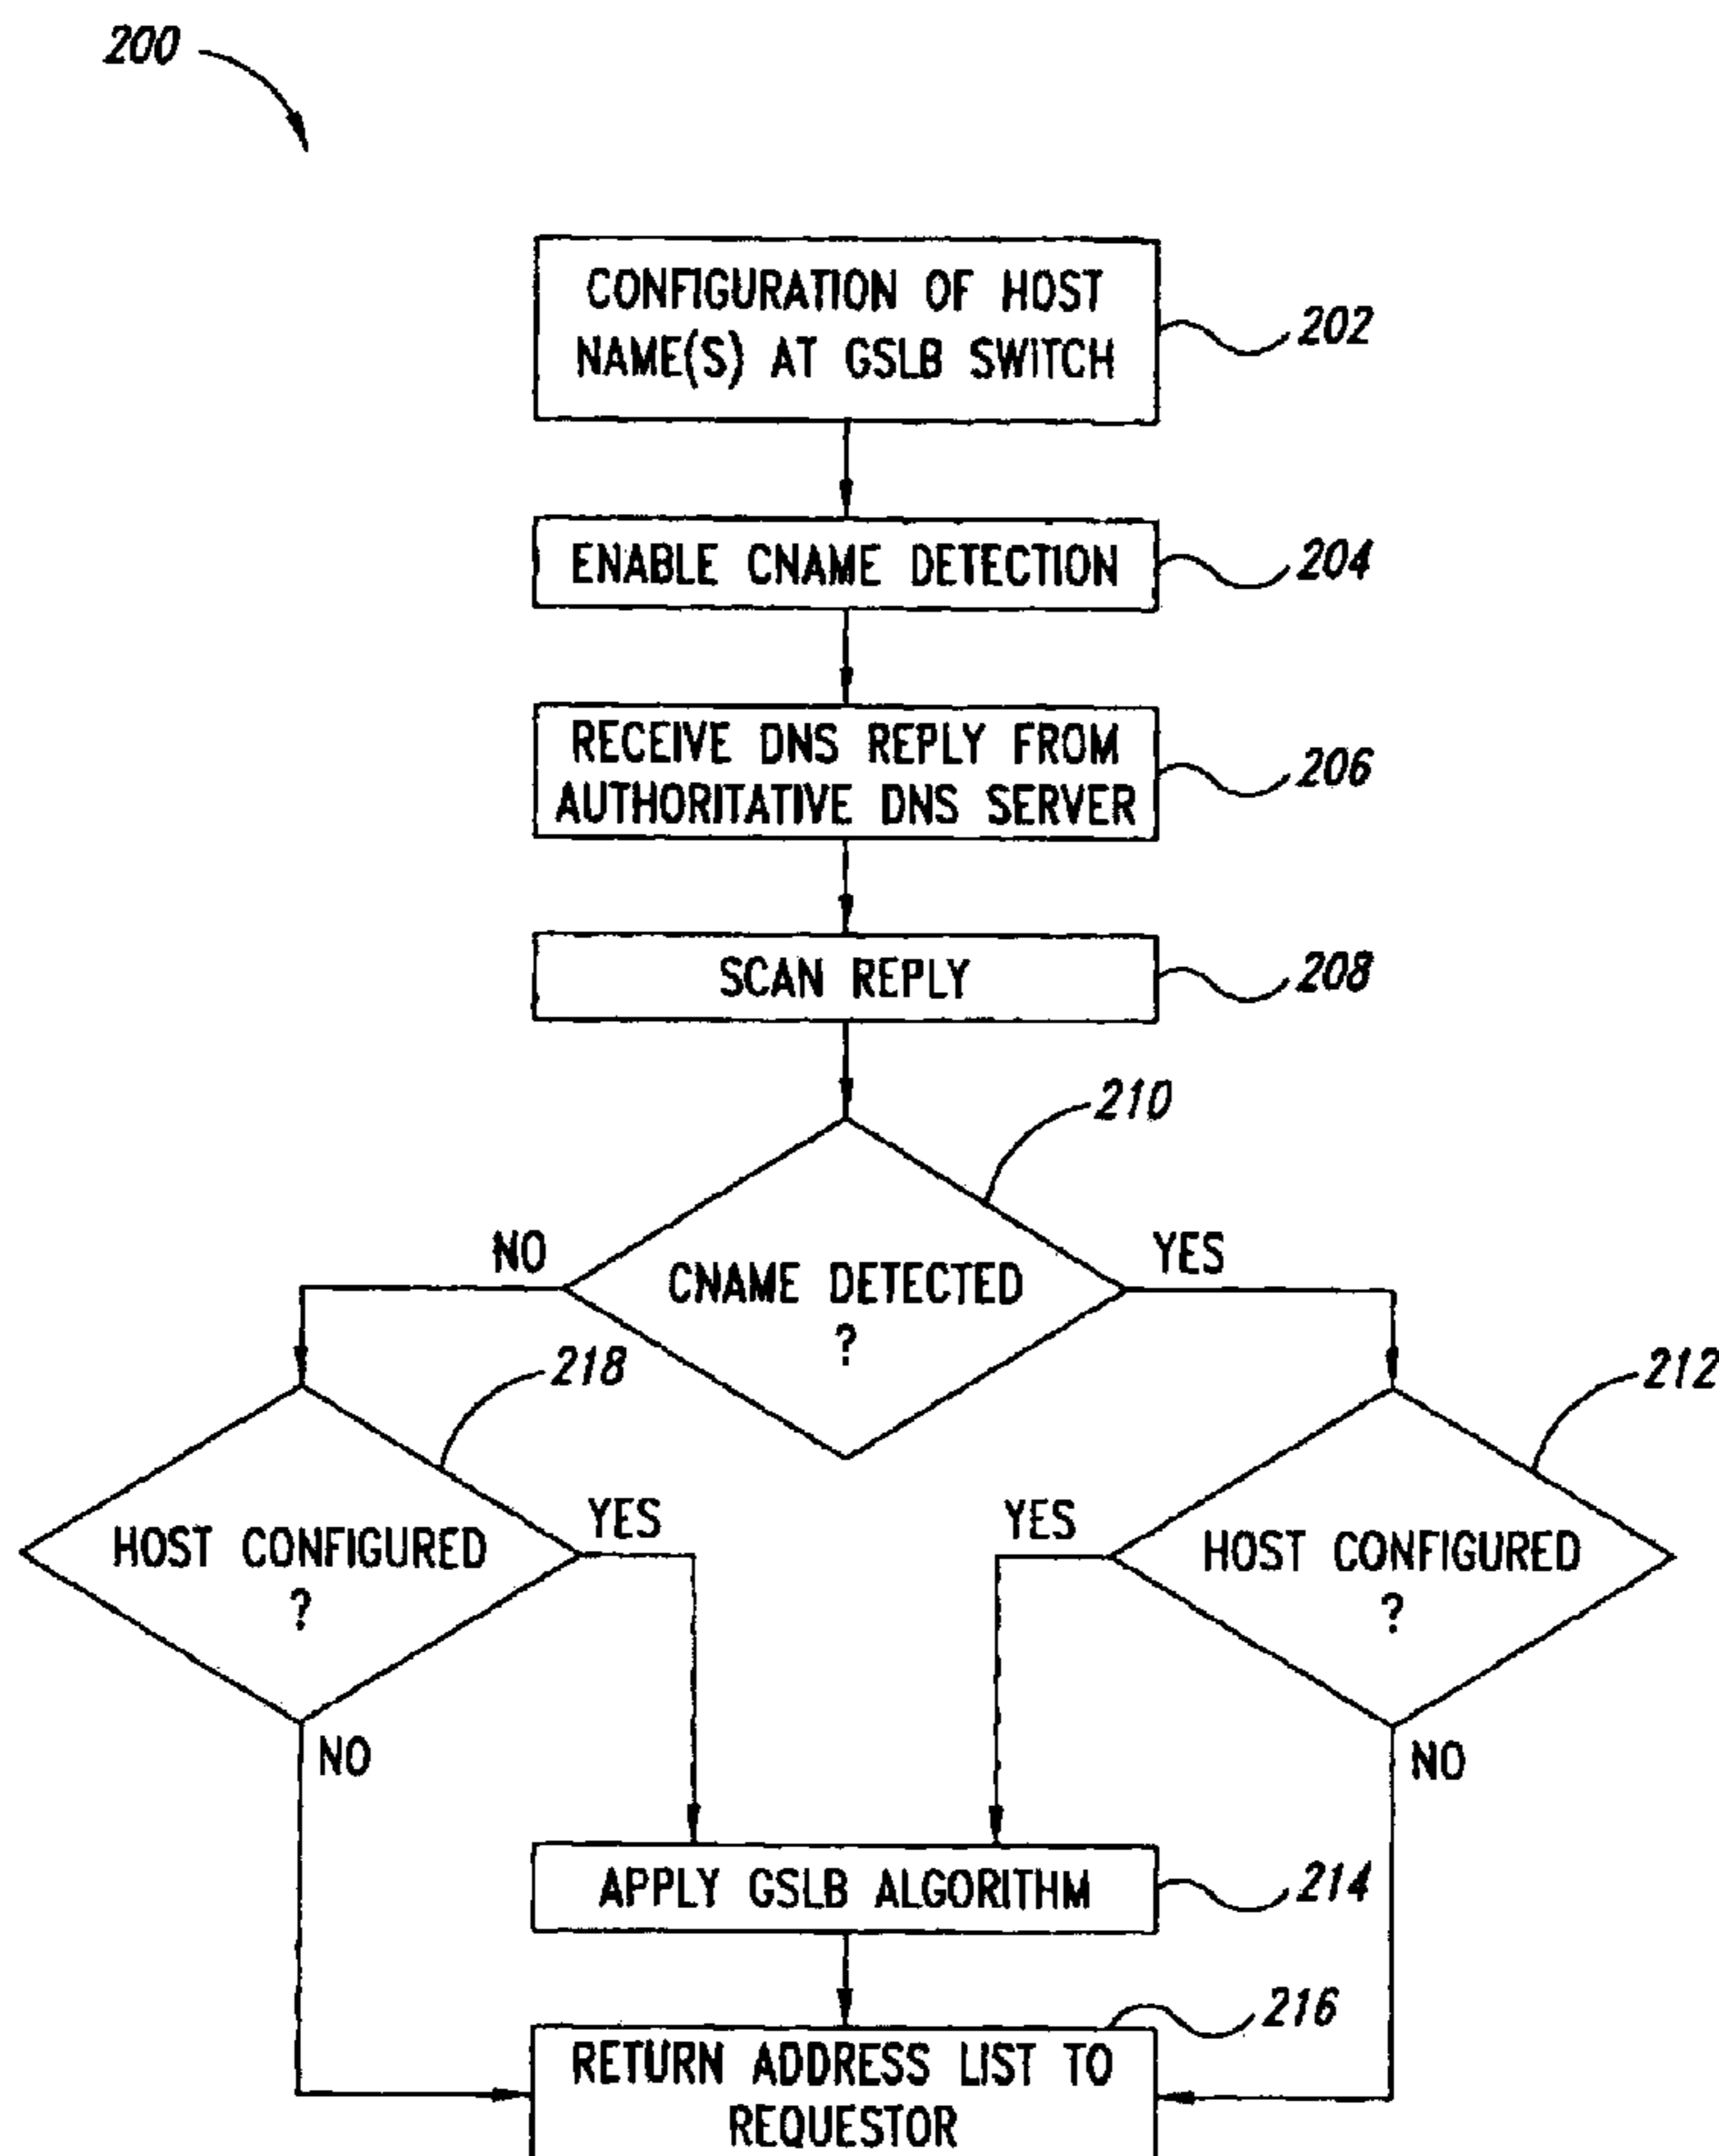 200
CONFIGURATION OF HOST
NAME(S) AT GSLB SWITCH
202
ENABLE CNAME DETECTION
204
RECEIVE DNS REPLY FROM
AUTHORITATIVE DNS SERVER
206
SCAN REPLY
208
210
NO
CNAME DETECTED
?
YES
218
212
HOST CONFIGURED
?
YES
NO
YES
HOST CONFIGURED
?
NO
APPLY GSLB ALGORITHM
214
216
RETURN ADDRESS LIST TO
REQUESTOR